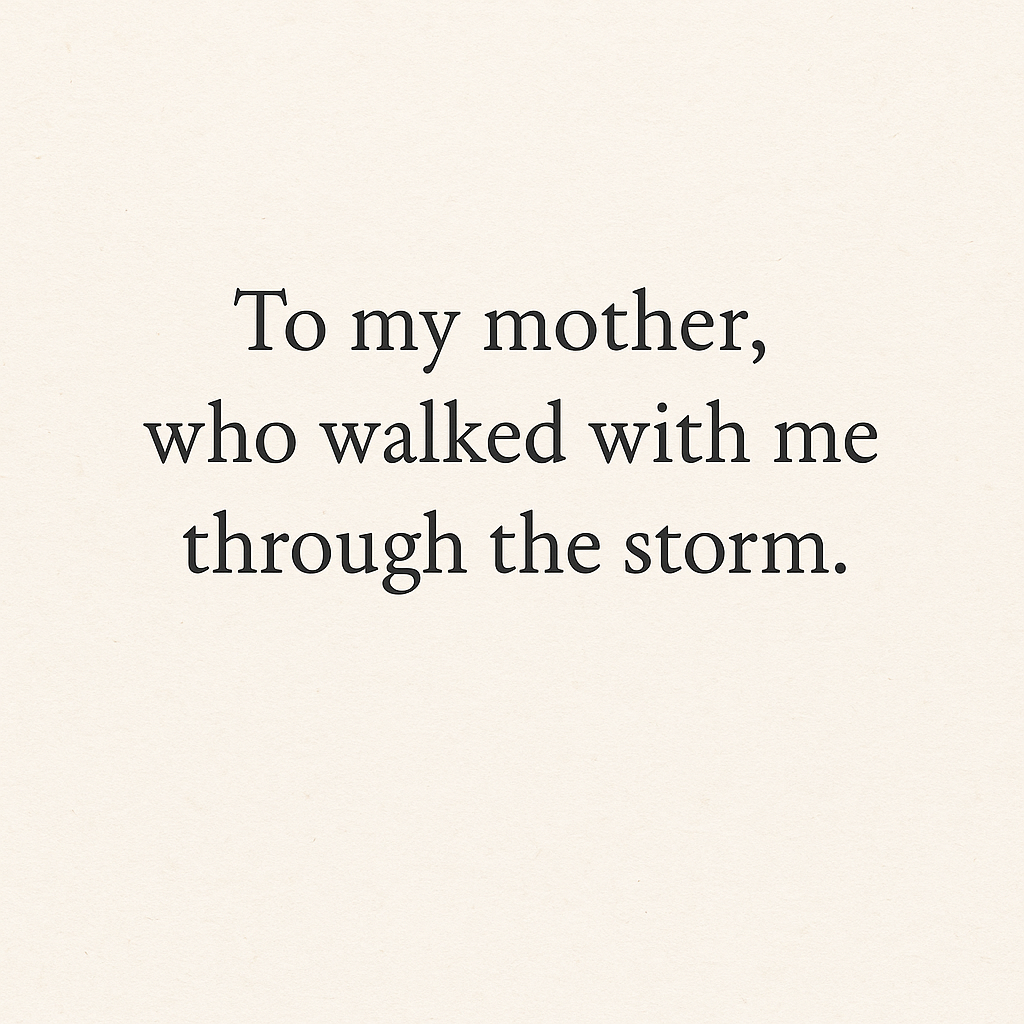 To my mother,
who walked with me
through the storm.